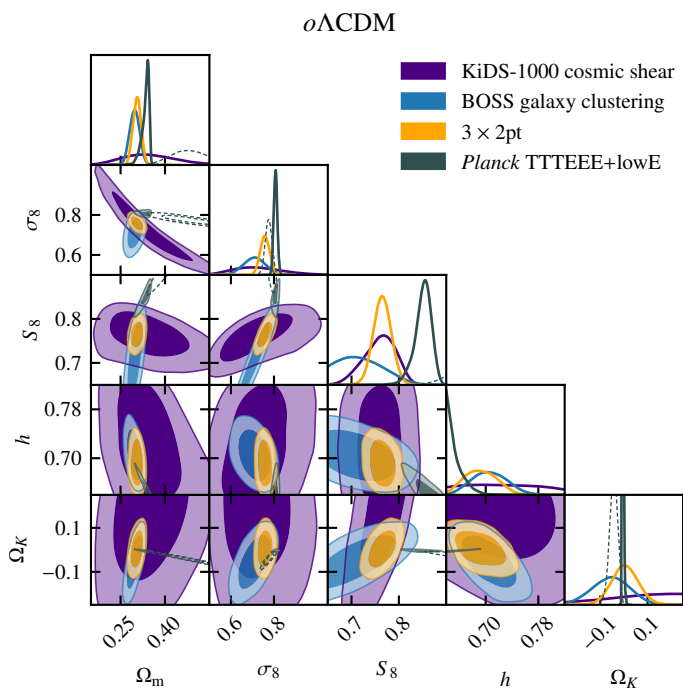 oΛCDM
KiDS-1000 cosmic shear
BOSS galaxy clustering
3 × 2pt
Planck TTTEEE+lowE
σ8
0.8
0.6
S8
0.8
0.7
h
0.78
0.70
ΩK
0.1
−0.1
0.25 0.40 0.6 0.8 0.7 0.8 0.70 0.78 −0.1 0.1
Ωm σ8 S8 h ΩK